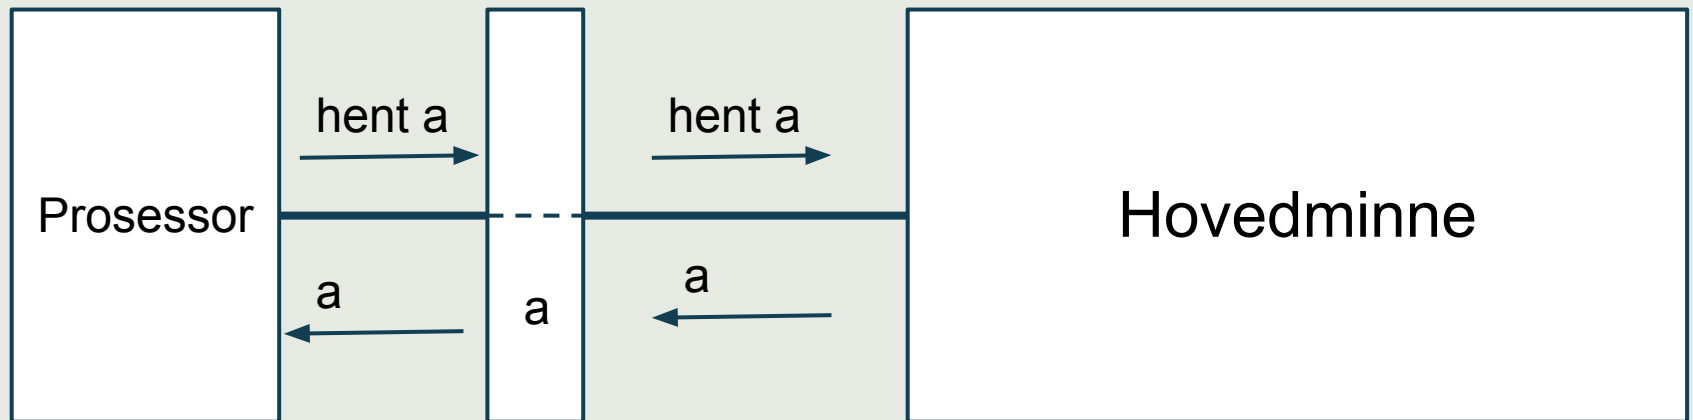 hent a
hent a
Prosessor
Hovedminne
a
a
a